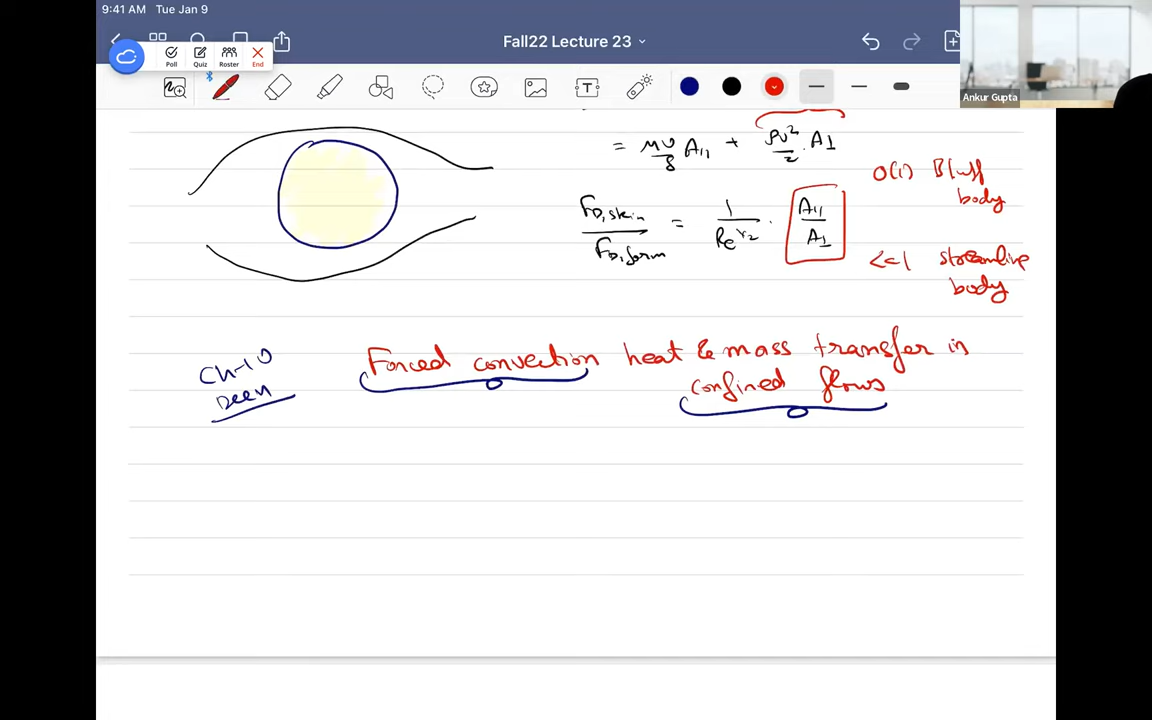 9:41 AM Tue Jan 9
Fall22 Lecture 23
Poll Quiz Roster End
Ankur Gupta
= μU/δ A|| + ρU²/2 · A⊥
F_D,skin / F_D,form = 1/Re^1/2 · A||/A⊥
O(1) Bluff
body
<<1 streamline
body
Ch-10
Deen
Forced convection heat & mass transfer in
confined flows